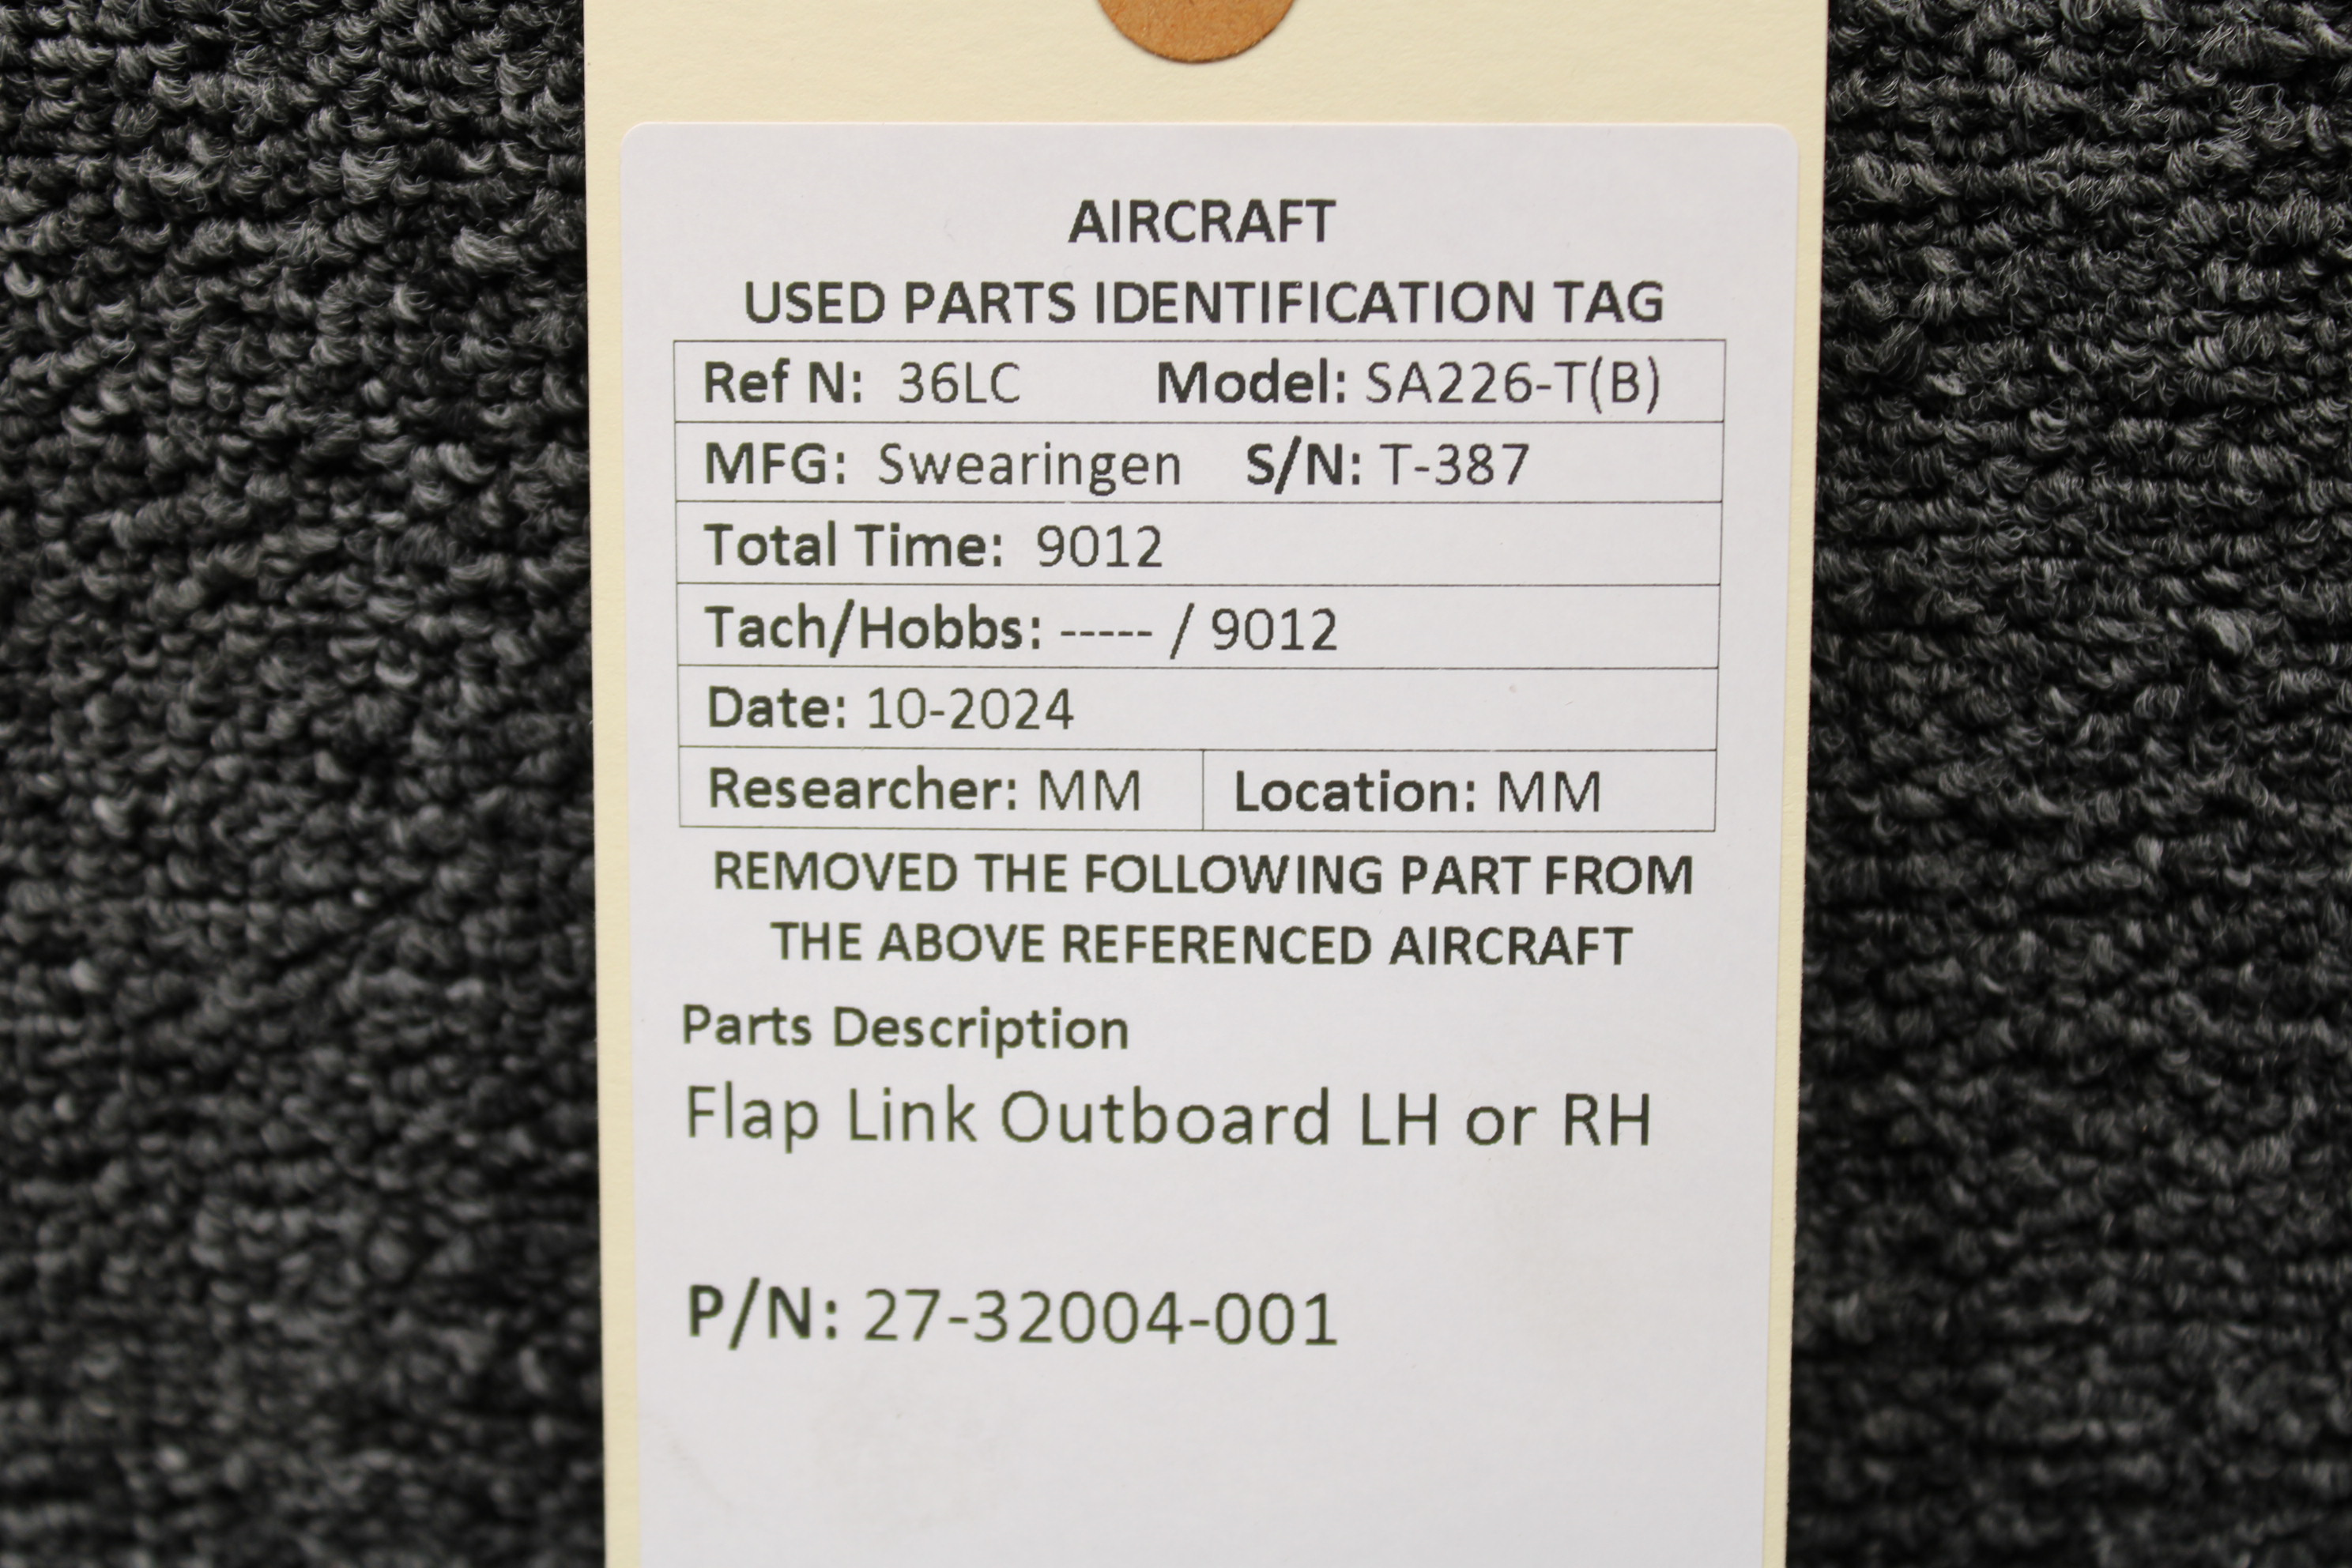 AIRCRAFT
USED PARTS IDENTIFICATION TAG
Ref N: 36LC Model: SA226-T(B)
MFG: Swearingen S/N: T-387
Total Time: 9012
Tach/Hobbs: ----- / 9012
Date: 10-2024
Researcher: MM Location: MM
REMOVED THE FOLLOWING PART FROM
THE ABOVE REFERENCED AIRCRAFT
Parts Description
Flap Link Outboard LH or RH
P/N: 27-32004-001